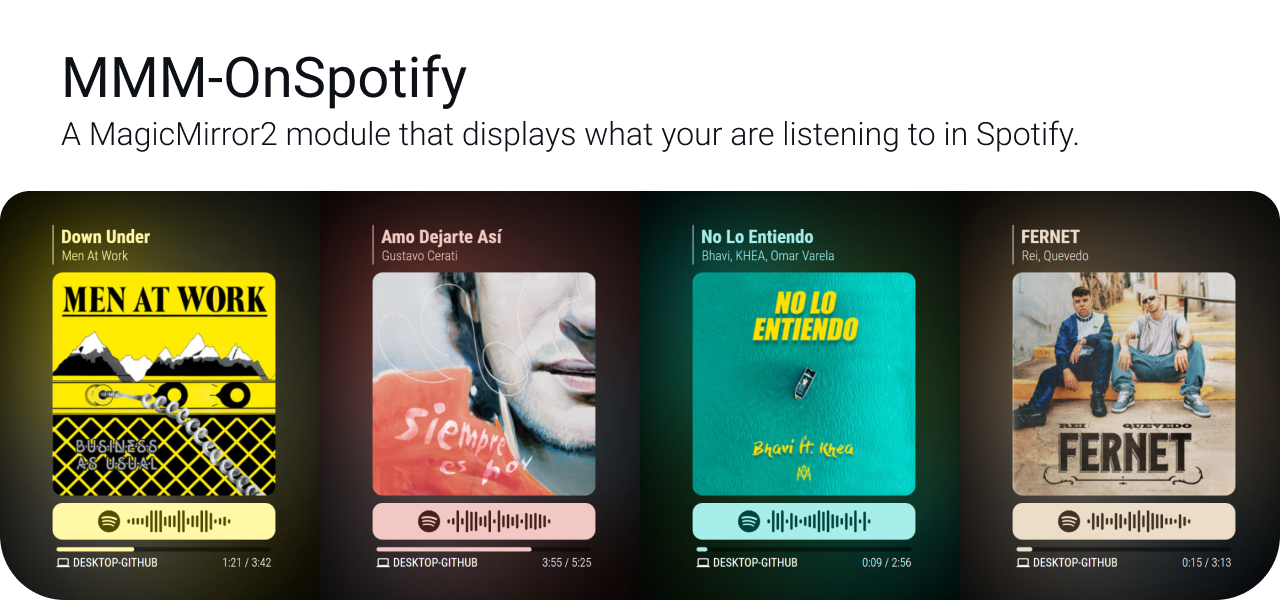 MMM-OnSpotify
A MagicMirror2 module that displays what your are listening to in Spotify.
Down Under
Men At Work
MEN AT WORK
BUSINESS
AS USUAL
DESKTOP-GITHUB
1:21 / 3:42
Amo Dejarte Así
Gustavo Cerati
siempre
es hoy
DESKTOP-GITHUB
3:55 / 5:25
No Lo Entiendo
Bhavi, KHEA, Omar Varela
NO LO
ENTIENDO
Bhavi ft. Khea
DESKTOP-GITHUB
0:09 / 2:56
FERNET
Rei, Quevedo
REI QUEVEDO
FERNET
DESKTOP-GITHUB
0:15 / 3:13